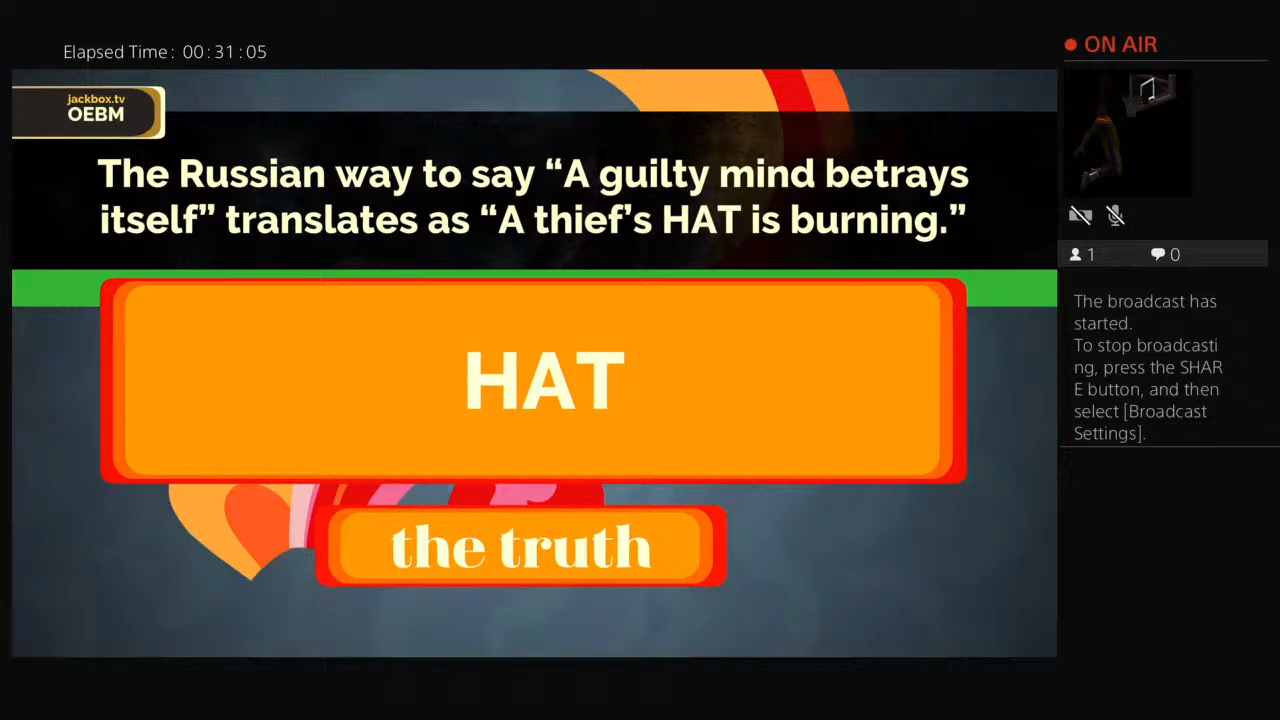 Elapsed Time: 00:31:05
ON AIR
jackbox.tv
OEBM
The Russian way to say “A guilty mind betrays
itself” translates as “A thief’s HAT is burning.”
HAT
the truth
1
0
The broadcast has
started.
To stop broadcasti
ng, press the SHAR
E button, and then
select [Broadcast
Settings].